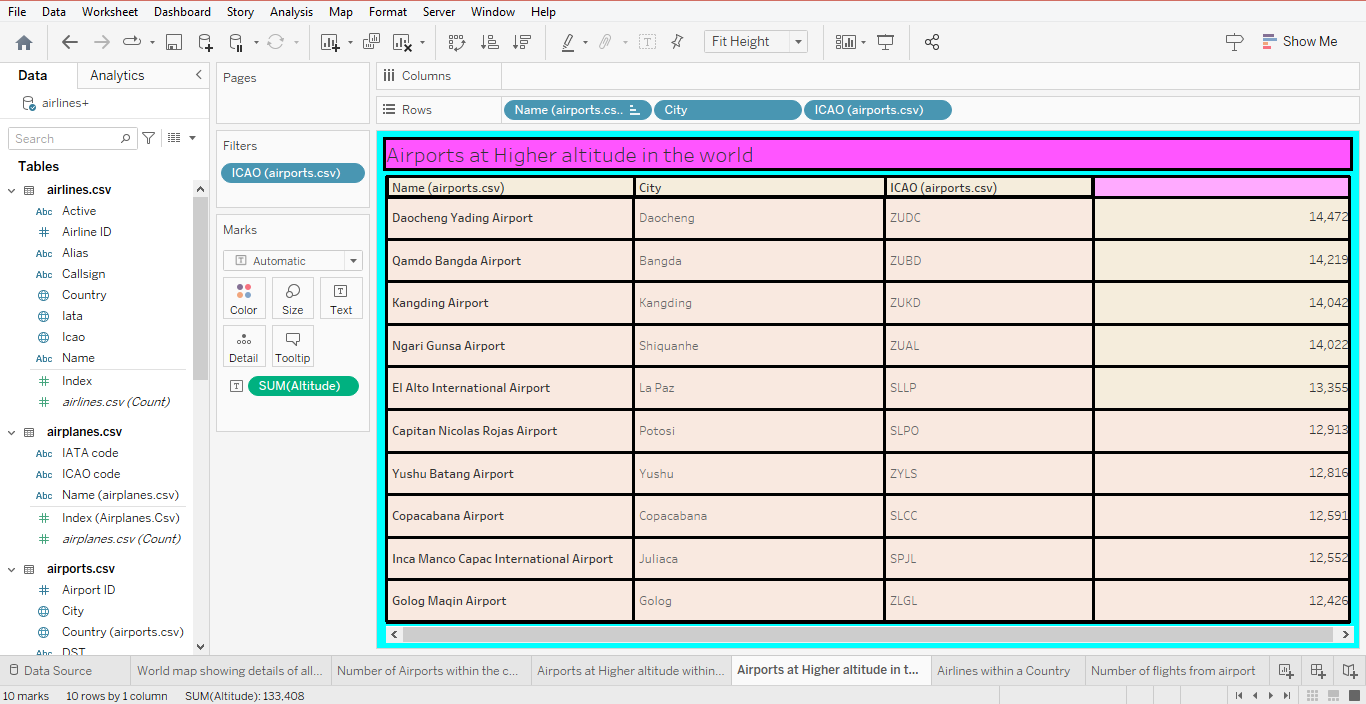 File Data Worksheet Dashboard Story Analysis Map Format Server Window Help
Fit Height
Show Me
Data Analytics
airlines+
Search
Tables
airlines.csv
Abc Active
# Airline ID
Abc Alias
Abc Callsign
Country
Iata
Icao
Abc Name
# Index
# airlines.csv (Count)
airplanes.csv
Abc IATA code
Abc ICAO code
Abc Name (airplanes.csv)
# Index (Airplanes.Csv)
# airplanes.csv (Count)
airports.csv
# Airport ID
City
Country (airports.csv)
Abc DST
Pages
Filters
ICAO (airports.csv)
Marks
T Automatic
Color Size Text
Detail Tooltip
T SUM(Altitude)
Columns
Rows Name (airports.cs.. City ICAO (airports.csv)
Airports at Higher altitude in the world
Name (airports.csv) City ICAO (airports.csv)
Daocheng Yading Airport Daocheng ZUDC 14,472
Qamdo Bangda Airport Bangda ZUBD 14,219
Kangding Airport Kangding ZUKD 14,042
Ngari Gunsa Airport Shiquanhe ZUAL 14,022
El Alto International Airport La Paz SLLP 13,355
Capitan Nicolas Rojas Airport Potosi SLPO 12,913
Yushu Batang Airport Yushu ZYLS 12,816
Copacabana Airport Copacabana SLCC 12,591
Inca Manco Capac International Airport Juliaca SPJL 12,552
Golog Maqin Airport Golog ZLGL 12,426
Data Source World map showing details of all... Number of Airports within the c... Airports at Higher altitude within... Airports at Higher altitude in t... Airlines within a Country Number of flights from airport
10 marks 10 rows by 1 column SUM(Altitude): 133,408